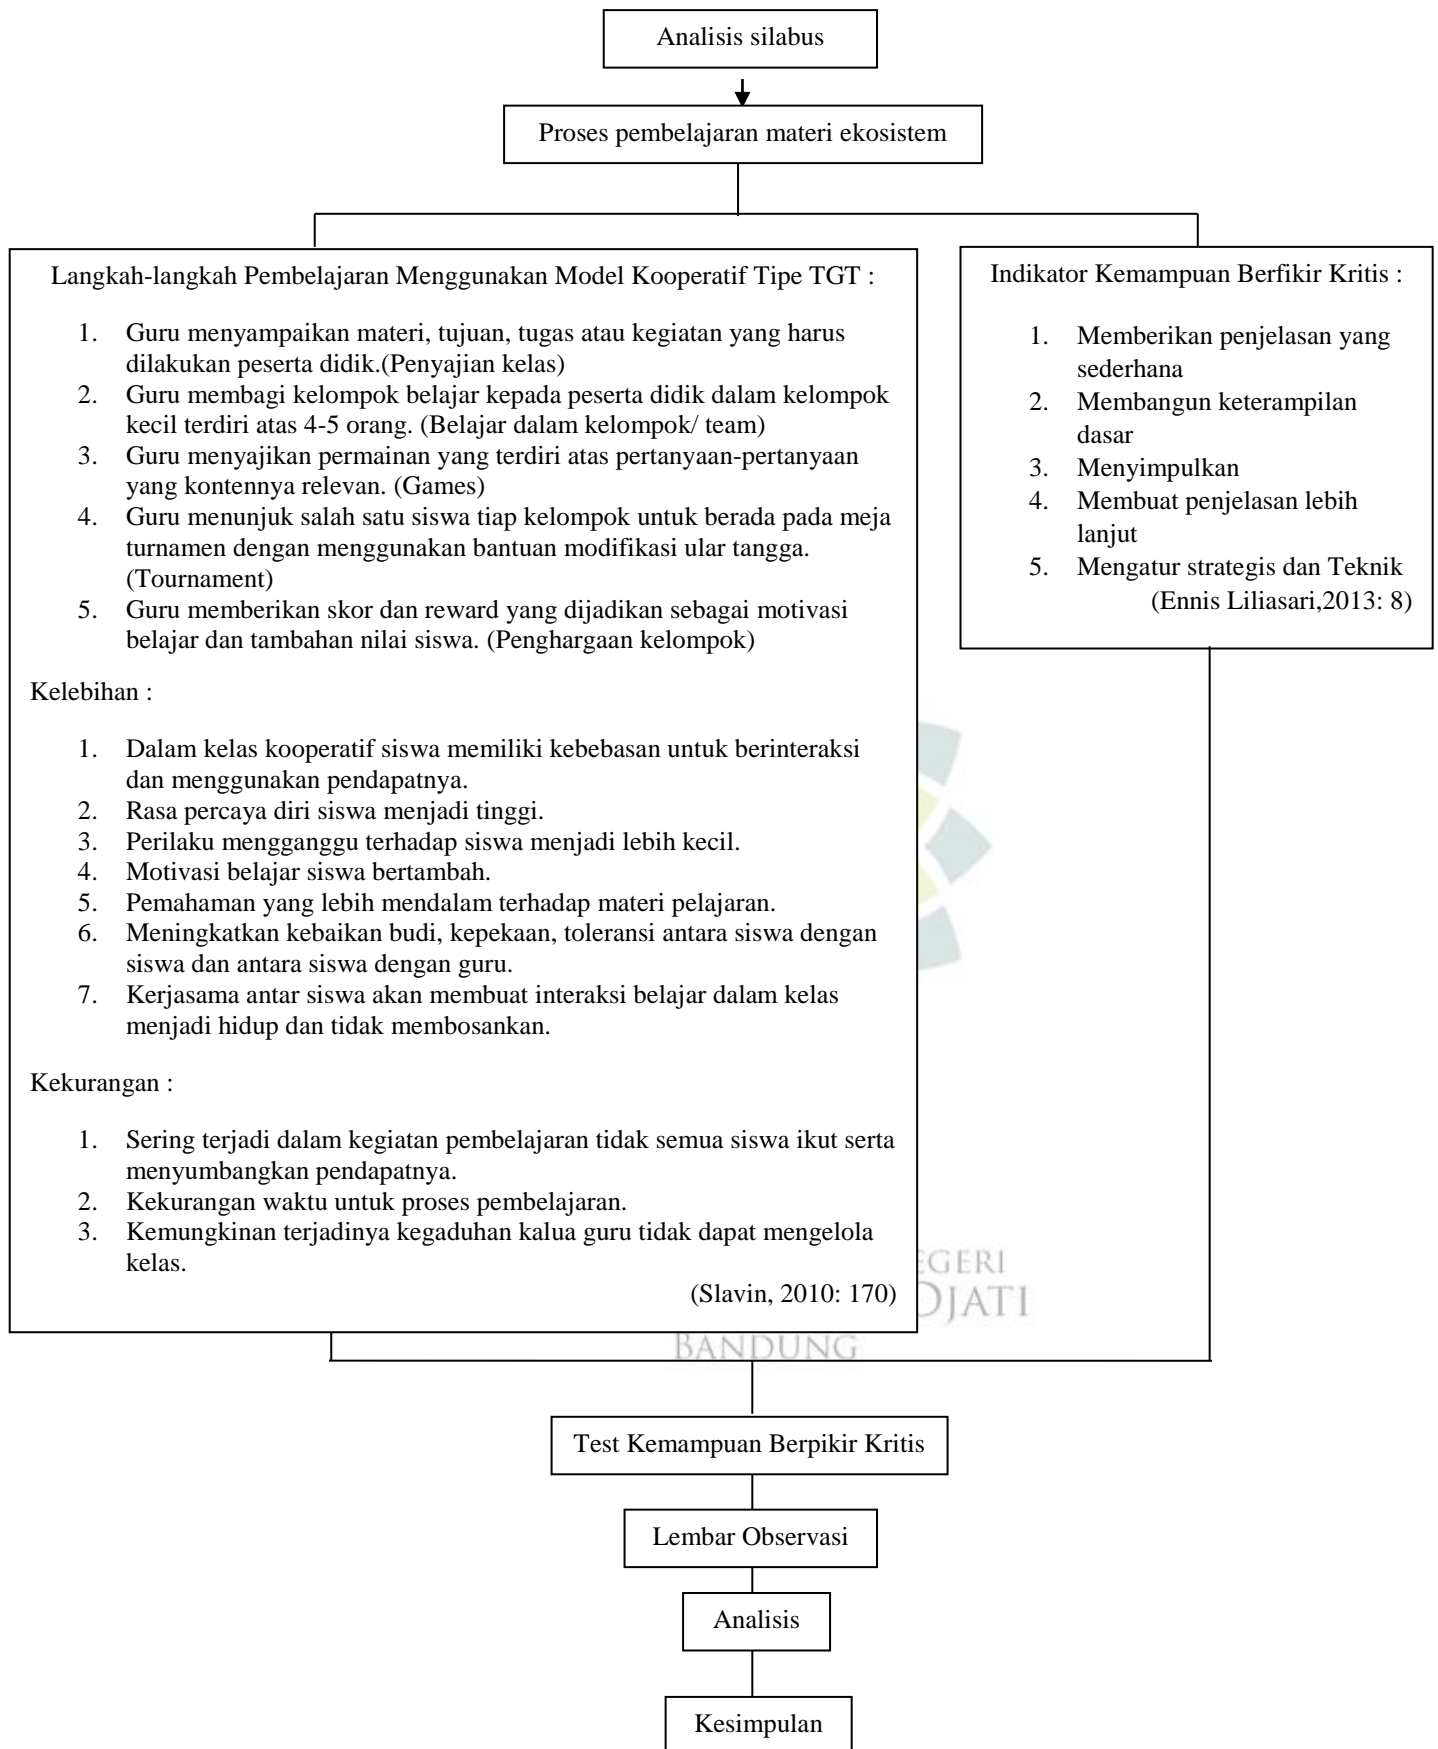 Analisis silabus
Proses pembelajaran materi ekosistem
Langkah-langkah Pembelajaran Menggunakan Model Kooperatif Tipe TGT :
1. Guru menyampaikan materi, tujuan, tugas atau kegiatan yang harus
dilakukan peserta didik.(Penyajian kelas)
2. Guru membagi kelompok belajar kepada peserta didik dalam kelompok
kecil terdiri atas 4-5 orang. (Belajar dalam kelompok/ team)
3. Guru menyajikan permainan yang terdiri atas pertanyaan-pertanyaan
yang kontennya relevan. (Games)
4. Guru menunjuk salah satu siswa tiap kelompok untuk berada pada meja
turnamen dengan menggunakan bantuan modifikasi ular tangga.
(Tournament)
5. Guru memberikan skor dan reward yang dijadikan sebagai motivasi
belajar dan tambahan nilai siswa. (Penghargaan kelompok)
Kelebihan :
1. Dalam kelas kooperatif siswa memiliki kebebasan untuk berinteraksi
dan menggunakan pendapatnya.
2. Rasa percaya diri siswa menjadi tinggi.
3. Perilaku mengganggu terhadap siswa menjadi lebih kecil.
4. Motivasi belajar siswa bertambah.
5. Pemahaman yang lebih mendalam terhadap materi pelajaran.
6. Meningkatkan kebaikan budi, kepekaan, toleransi antara siswa dengan
siswa dan antara siswa dengan guru.
7. Kerjasama antar siswa akan membuat interaksi belajar dalam kelas
menjadi hidup dan tidak membosankan.
Kekurangan :
1. Sering terjadi dalam kegiatan pembelajaran tidak semua siswa ikut serta
menyumbangkan pendapatnya.
2. Kekurangan waktu untuk proses pembelajaran.
3. Kemungkinan terjadinya kegaduhan kalua guru tidak dapat mengelola
kelas.
(Slavin, 2010: 170)
Indikator Kemampuan Berfikir Kritis :
1. Memberikan penjelasan yang
sederhana
2. Membangun keterampilan
dasar
3. Menyimpulkan
4. Membuat penjelasan lebih
lanjut
5. Mengatur strategis dan Teknik
(Ennis Liliasari,2013: 8)
EGERI
DJATI
BANDUNG
Test Kemampuan Berpikir Kritis
Lembar Observasi
Analisis
Kesimpulan